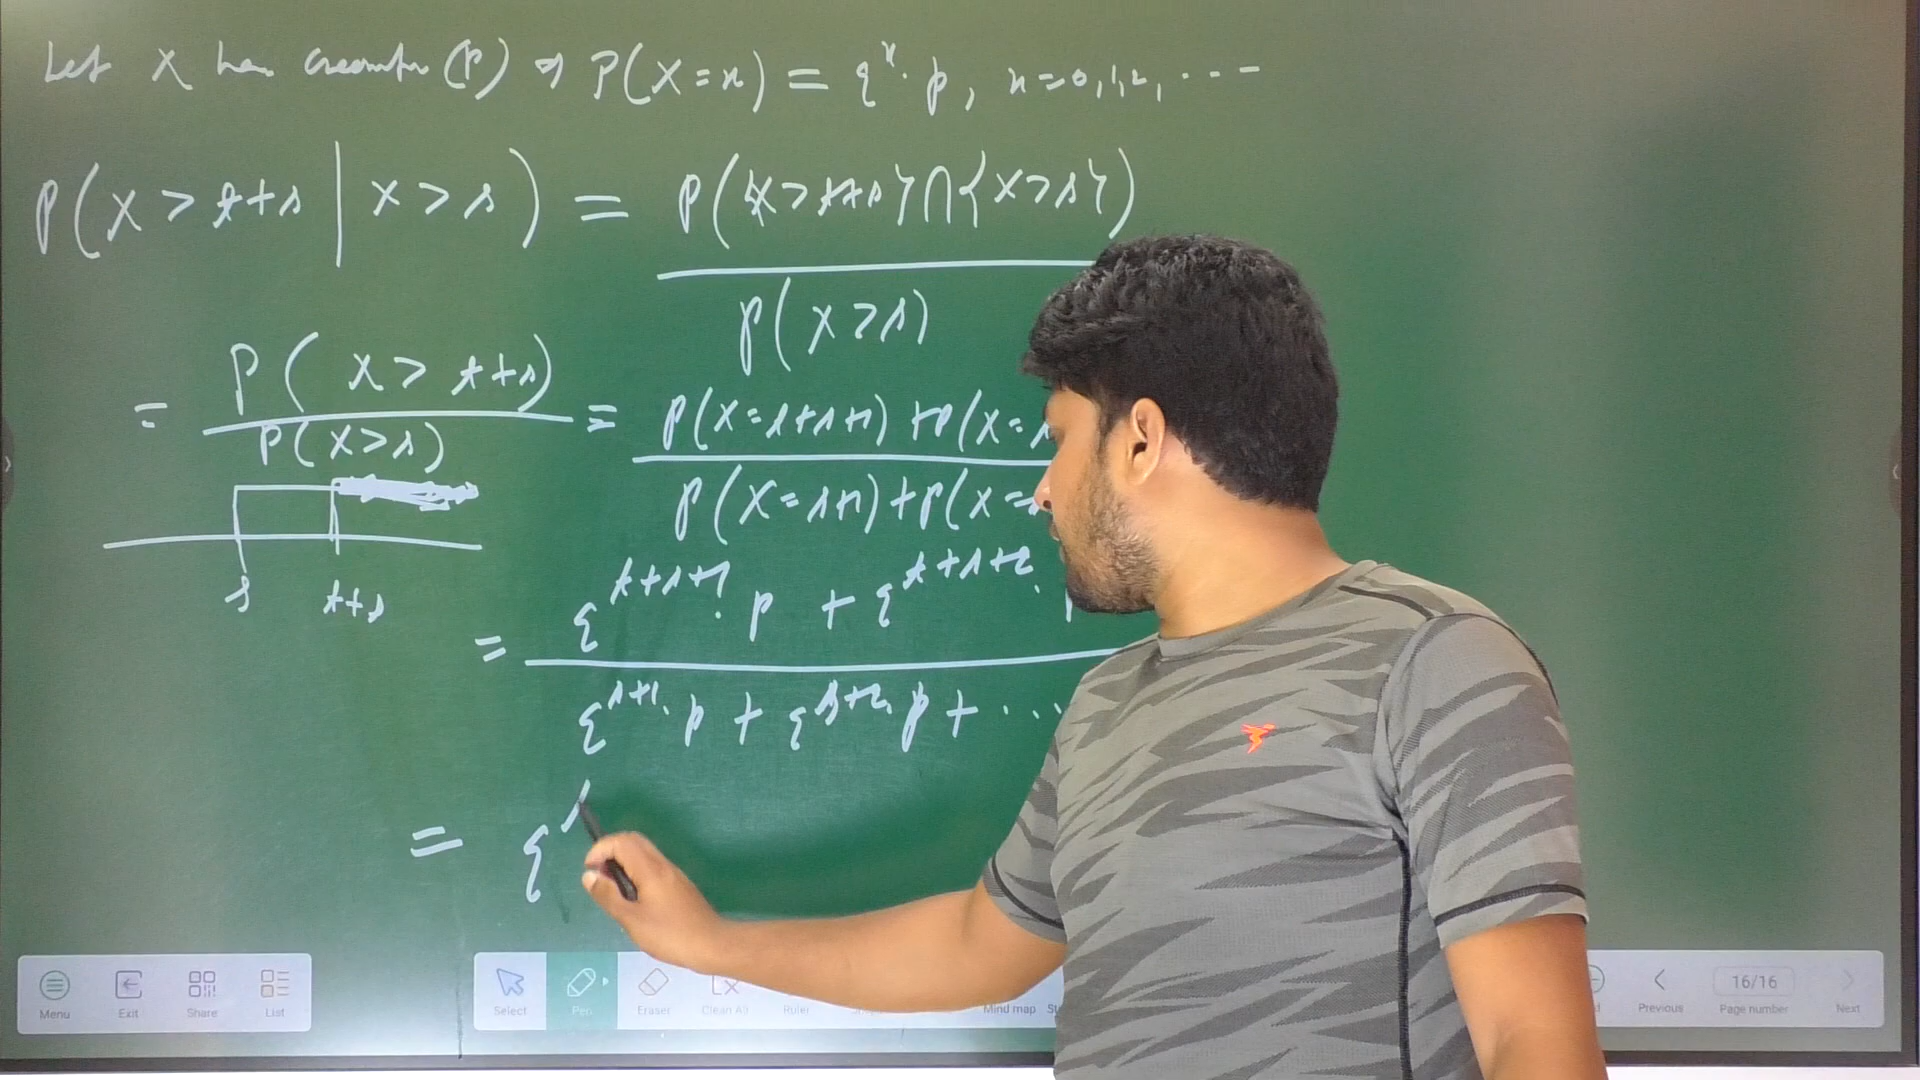 Let X has Geometric (p) ⇒ P(X=x) = q^x · p, x=0,1,2, ...
P(X > t+s | X > s) = P({X > t+s} ∩ {X > s})
P(X > s)
= P(X > t+s) = P(X = t+s+1) + P(X =
P(X > s) P(X = s+1) + P(X =
s t+s
= q^{t+s+1} · p + q^{t+s+2} ·
q^{s+1} · p + q^{s+2} · p + ...
= q
Menu Exit Share List Select Pen Eraser Clean All Ruler Mind map Previous 16/16 Page number Next